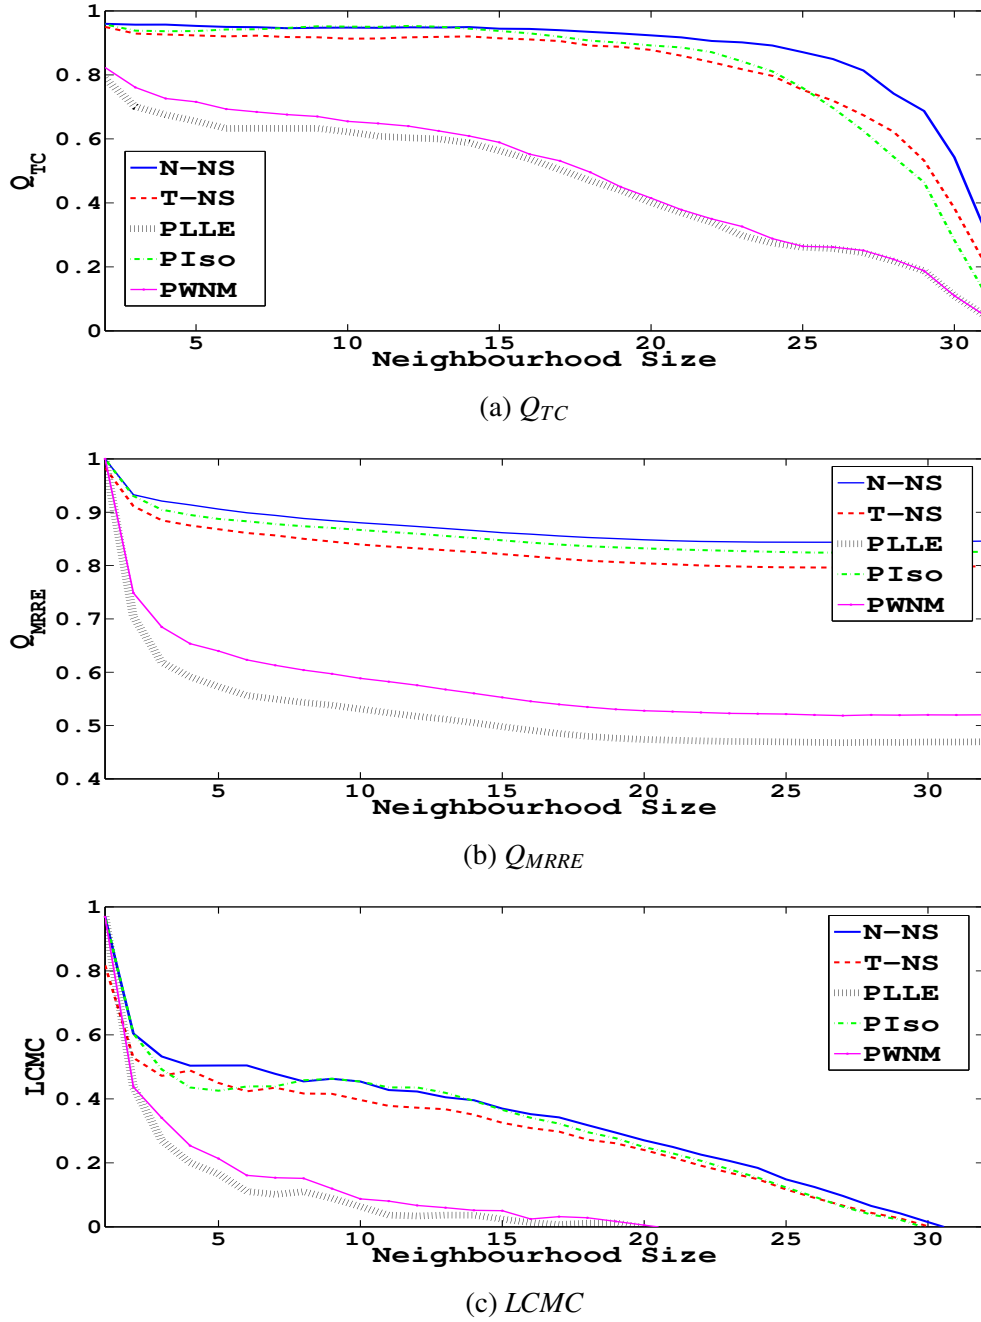 1
0.8
0.6
0.4
0.2
0
Q_TC
N-NS
T-NS
PLLE
PIso
PWNM
5 10 15 20 25 30
Neighbourhood Size
(a) Q_TC
1
0.9
0.8
0.7
0.6
0.5
0.4
Q_MRRE
N-NS
T-NS
PLLE
PIso
PWNM
5 10 15 20 25 30
Neighbourhood Size
(b) Q_MRRE
1
0.8
0.6
0.4
0.2
0
LCMC
N-NS
T-NS
PLLE
PIso
PWNM
5 10 15 20 25 30
Neighbourhood Size
(c) LCMC